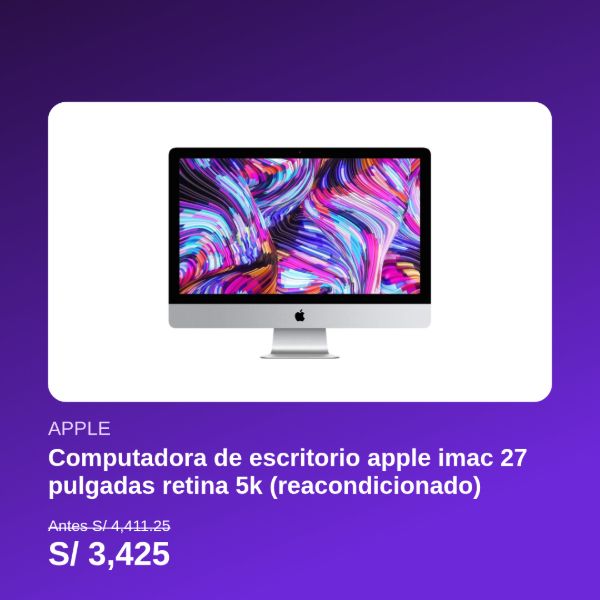 APPLE
Computadora de escritorio apple imac 27
pulgadas retina 5k (reacondicionado)
Antes S/ 4,411.25
S/ 3,425